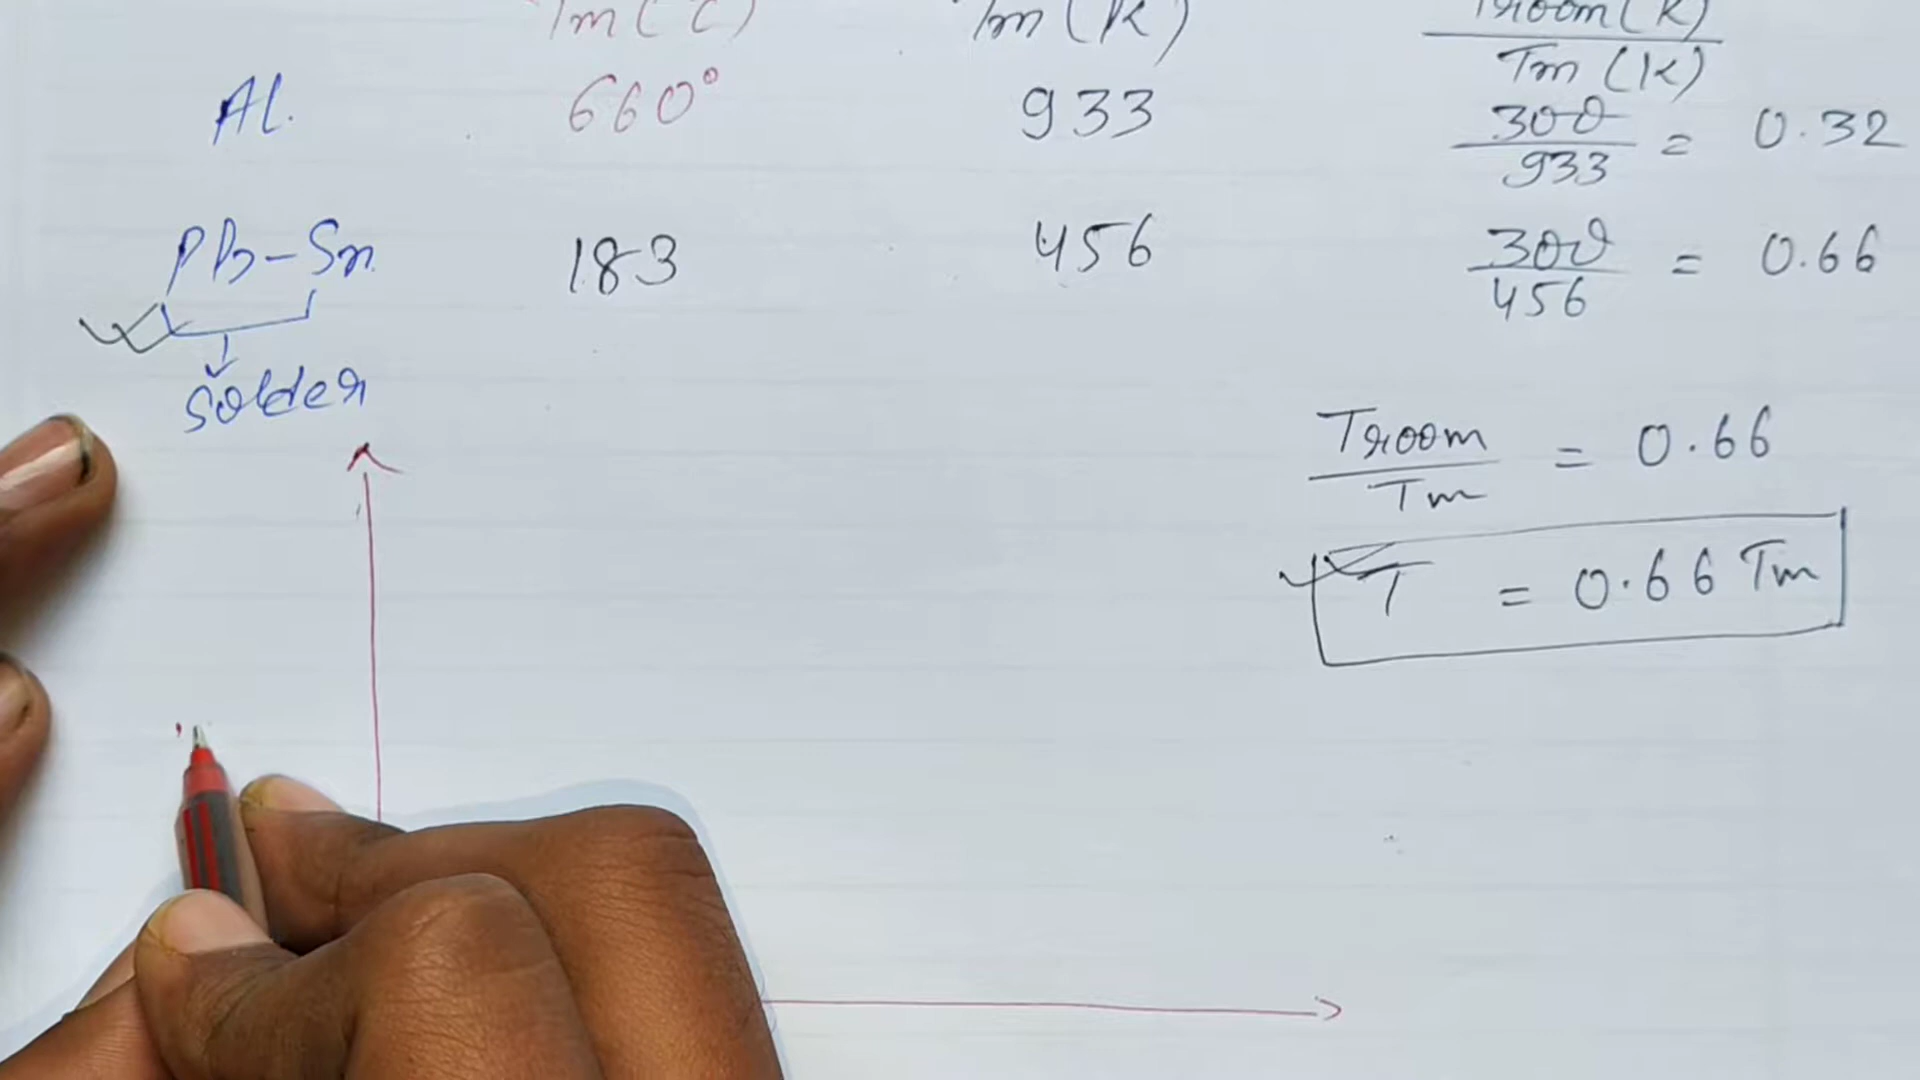 Tm (°C) Tm (K) Troom (K)
Tm (K)
Al. 660° 933 300 = 0.32
933
Pb-Sn 183 456 300 = 0.66
456
Solder
Troom = 0.66
Tm
T = 0.66 Tm